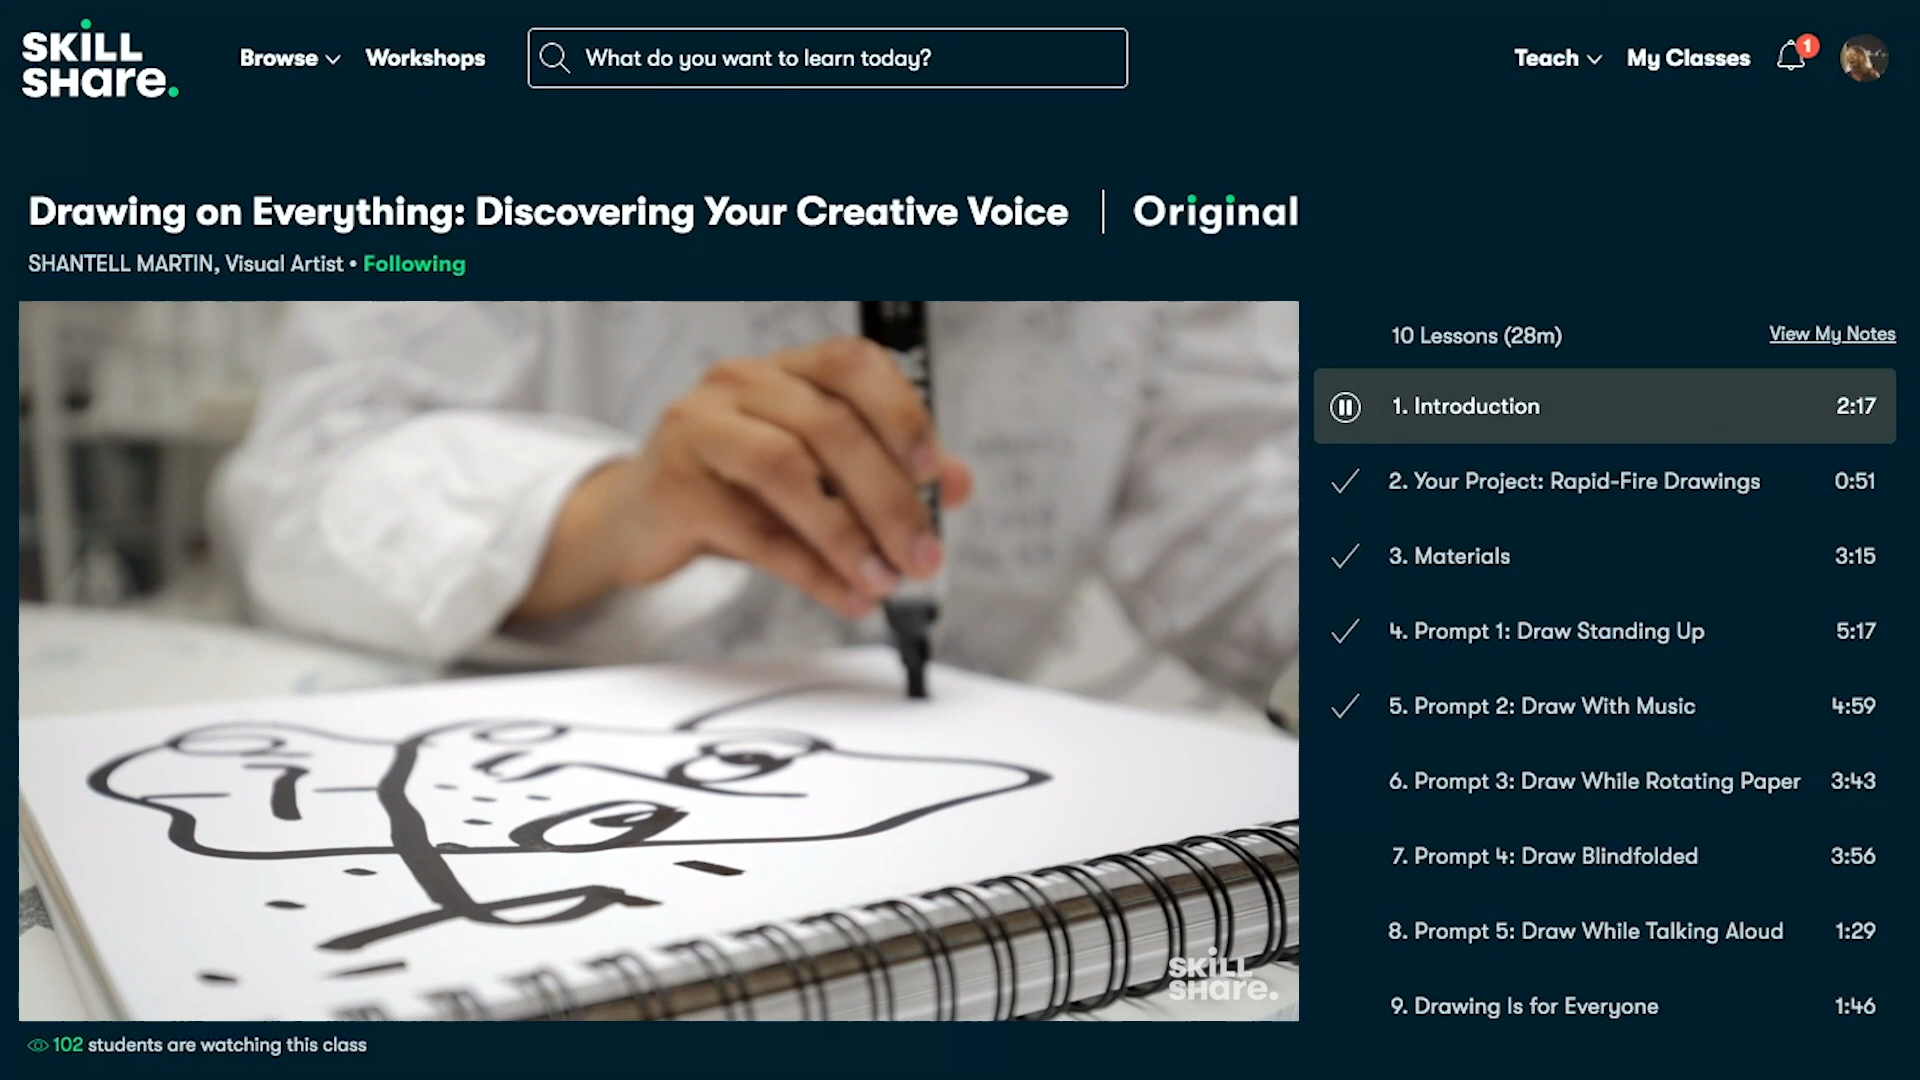 SKILL
SHare.
Browse
Workshops
What do you want to learn today?
Teach
My Classes
1
Drawing on Everything: Discovering Your Creative Voice | Original
SHANTELL MARTIN, Visual Artist • Following
10 Lessons (28m)
View My Notes
1. Introduction 2:17
2. Your Project: Rapid-Fire Drawings 0:51
3. Materials 3:15
4. Prompt 1: Draw Standing Up 5:17
5. Prompt 2: Draw With Music 4:59
6. Prompt 3: Draw While Rotating Paper 3:43
7. Prompt 4: Draw Blindfolded 3:56
8. Prompt 5: Draw While Talking Aloud 1:29
9. Drawing Is for Everyone 1:46
SKILL
SHare.
102 students are watching this class